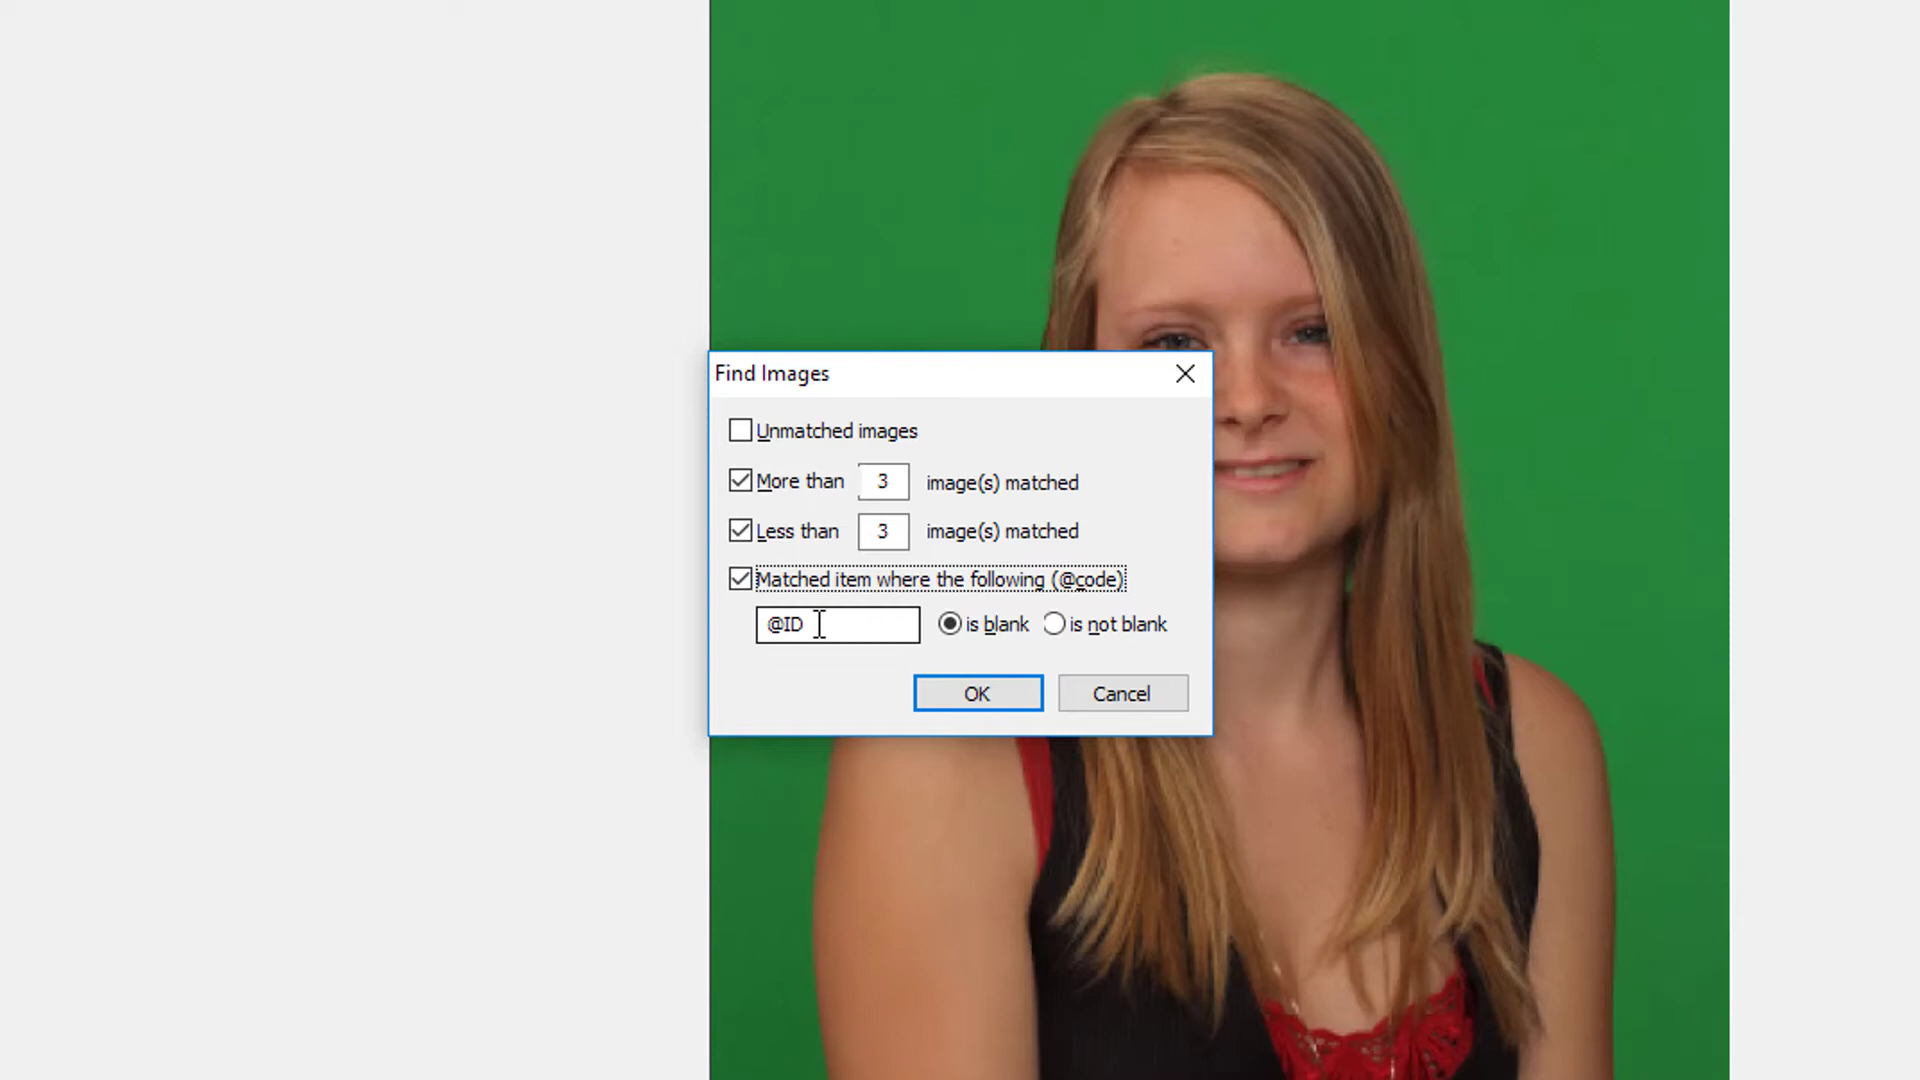 Find Images
Unmatched images
More than 3 image(s) matched
Less than 3 image(s) matched
Matched item where the following (@code)
@ID is blank is not blank
OK Cancel